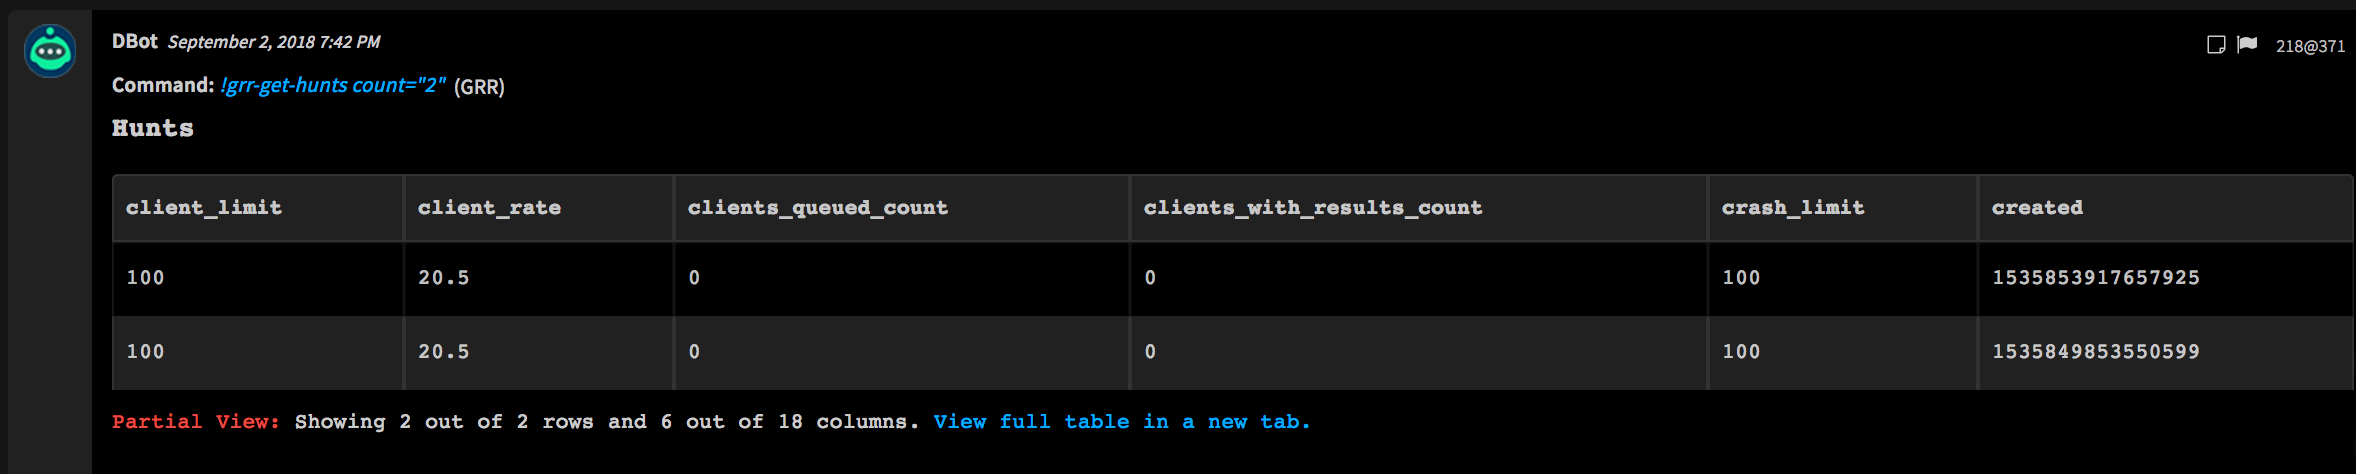 DBot September 2, 2018 7:42 PM 218@371
Command: !grr-get-hunts count="2" (GRR)
Hunts
client_limit client_rate clients_queued_count clients_with_results_count crash_limit created
100 20.5 0 0 100 1535853917657925
100 20.5 0 0 100 1535849853550599
Partial View: Showing 2 out of 2 rows and 6 out of 18 columns. View full table in a new tab.